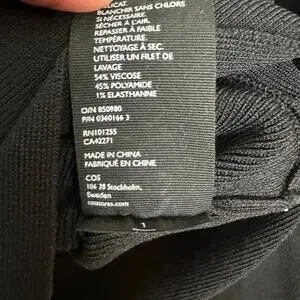 DÉLICAT.
BLANCHIR SANS CHLORE
SI NÉCESSAIRE.
SÉCHER À L'AIR.
REPASSER À FAIBLE
TEMPÉRATURE.
NETTOYAGE À SEC.
UTILISER UN FILET DE
LAVAGE
54% VISCOSE
45% POLYAMIDE
1% ELASTHANNE
O/N 850980
P/N 0360166 3
RN101255
CA42271
MADE IN CHINA
FABRIQUÉ EN CHINE
COS
106 38 Stockholm,
Sweden
cosstores.com
1